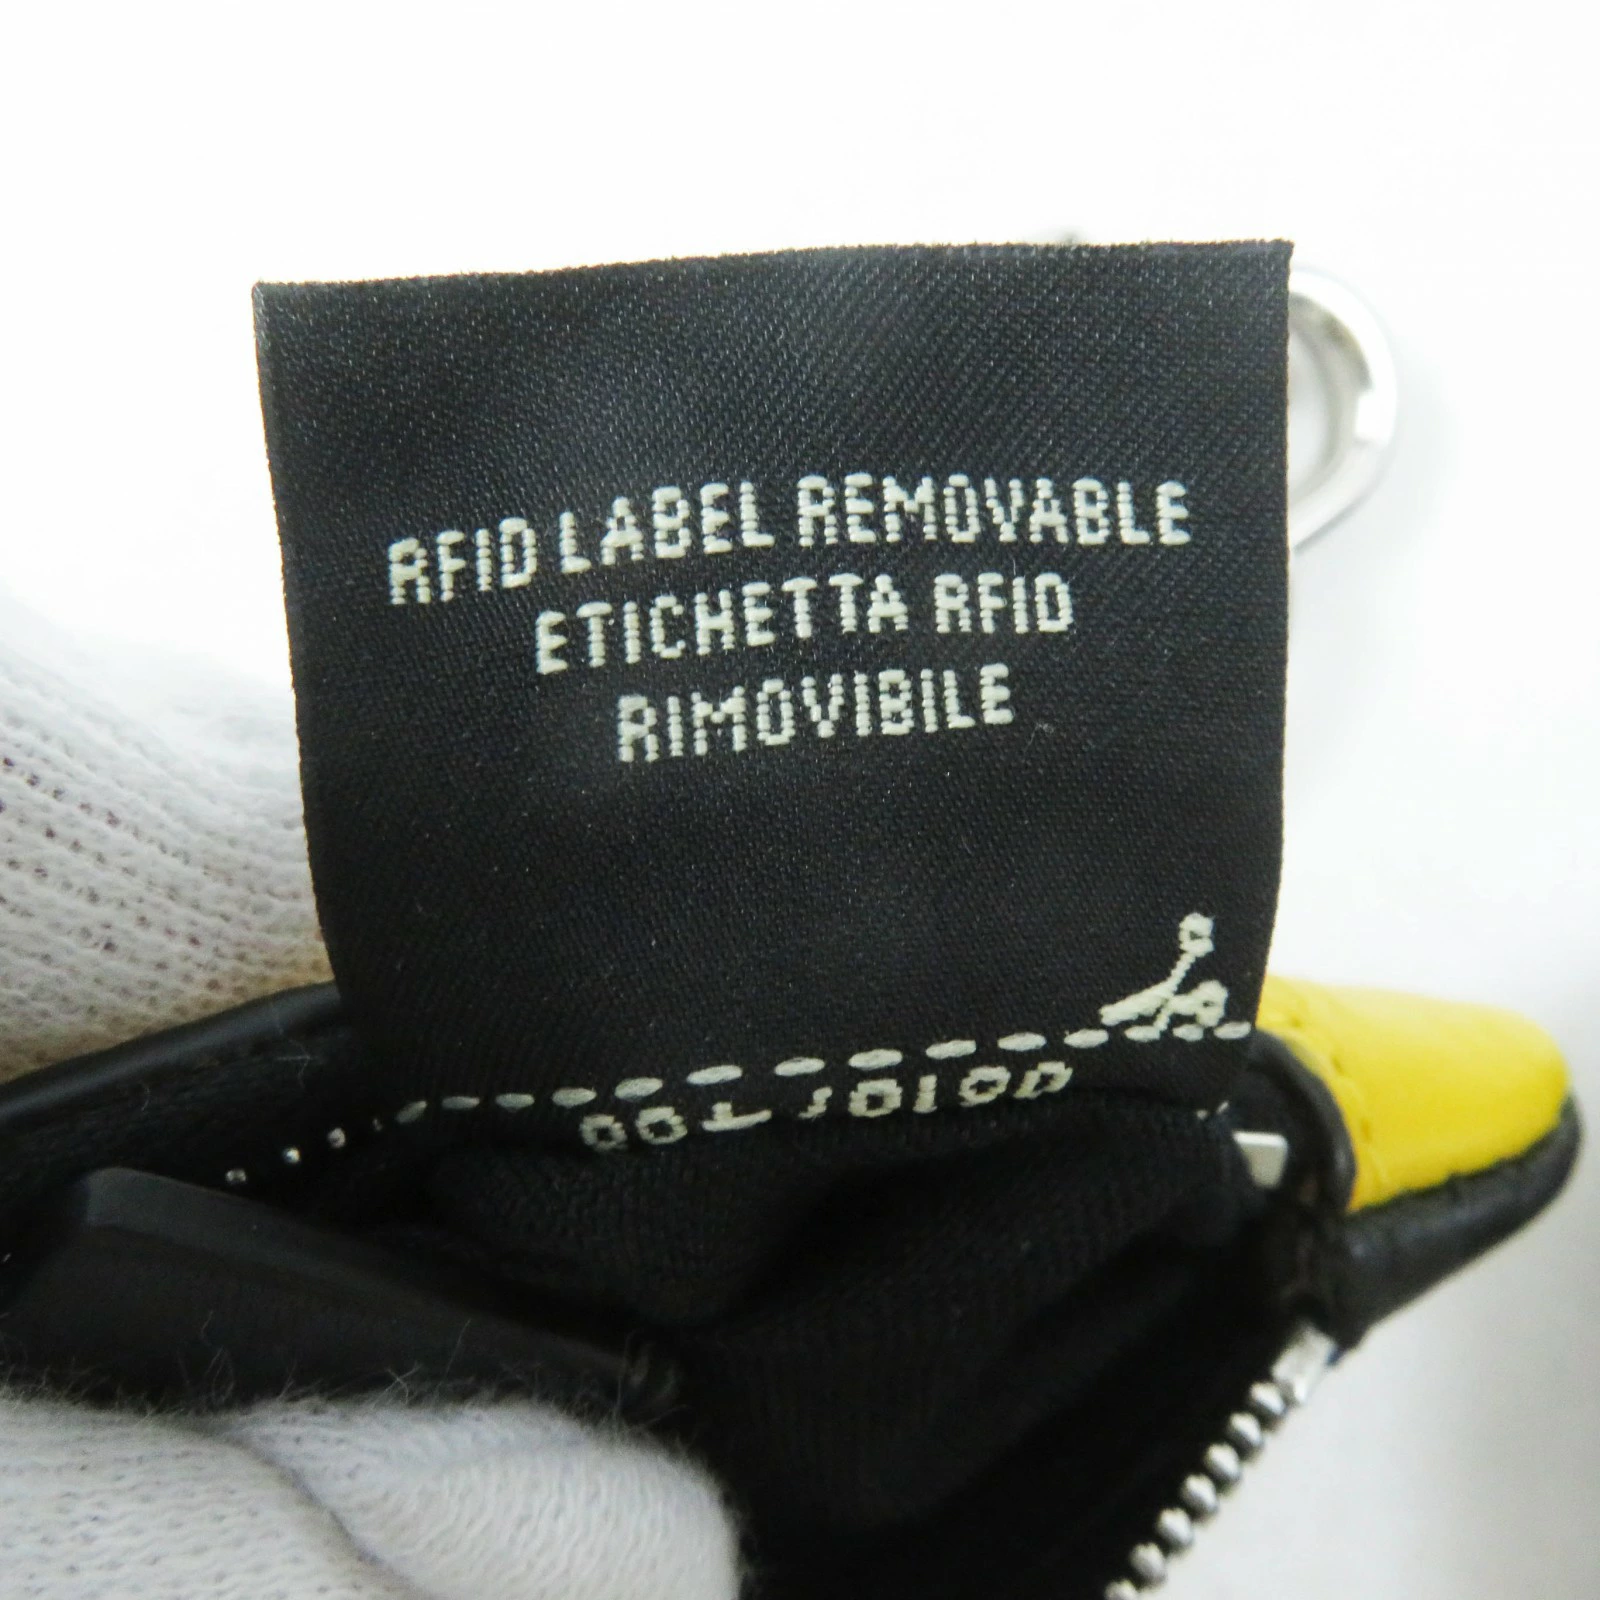 RFID LABEL REMOVABLE
ETICHETTA RFID
RIMOVIBILE